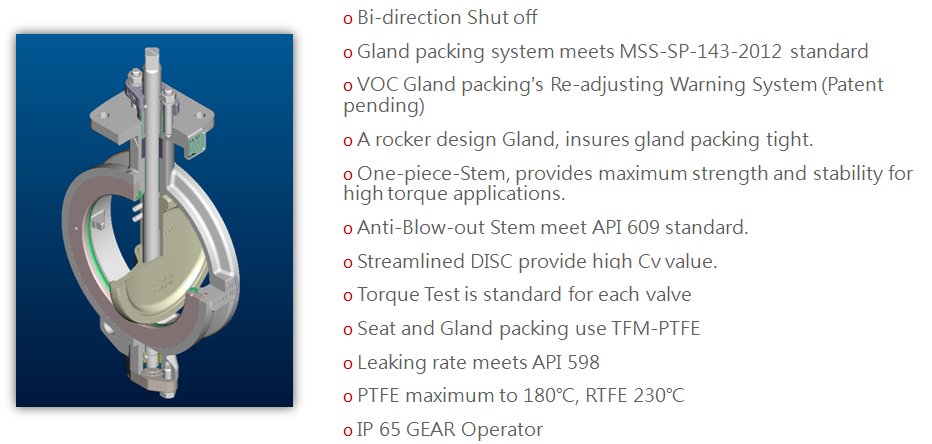 o Bi-direction Shut off
o Gland packing system meets MSS-SP-143-2012 standard
o VOC Gland packing's Re-adjusting Warning System (Patent
pending)
o A rocker design Gland, insures gland packing tight.
o One-piece-Stem, provides maximum strength and stability for
high torque applications.
o Anti-Blow-out Stem meet API 609 standard.
o Streamlined DISC provide high Cv value.
o Torque Test is standard for each valve
o Seat and Gland packing use TFM-PTFE
o Leaking rate meets API 598
o PTFE maximum to 180°C, RTFE 230°C
o IP 65 GEAR Operator